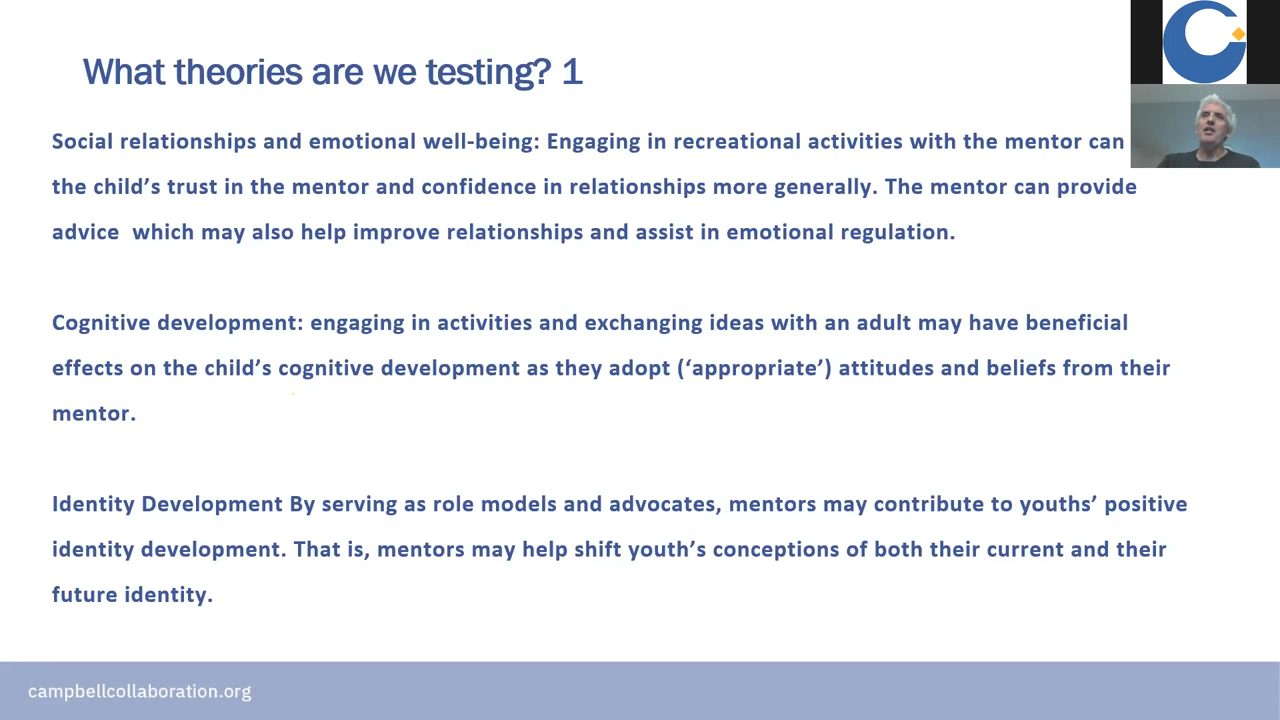 What theories are we testing? 1
Social relationships and emotional well-being: Engaging in recreational activities with the mentor can
the child’s trust in the mentor and confidence in relationships more generally. The mentor can provide
advice  which may also help improve relationships and assist in emotional regulation.
Cognitive development: engaging in activities and exchanging ideas with an adult may have beneficial
effects on the child’s cognitive development as they adopt (‘appropriate’) attitudes and beliefs from their
mentor.
Identity Development By serving as role models and advocates, mentors may contribute to youths’ positive
identity development. That is, mentors may help shift youth’s conceptions of both their current and their
future identity.
campbellcollaboration.org